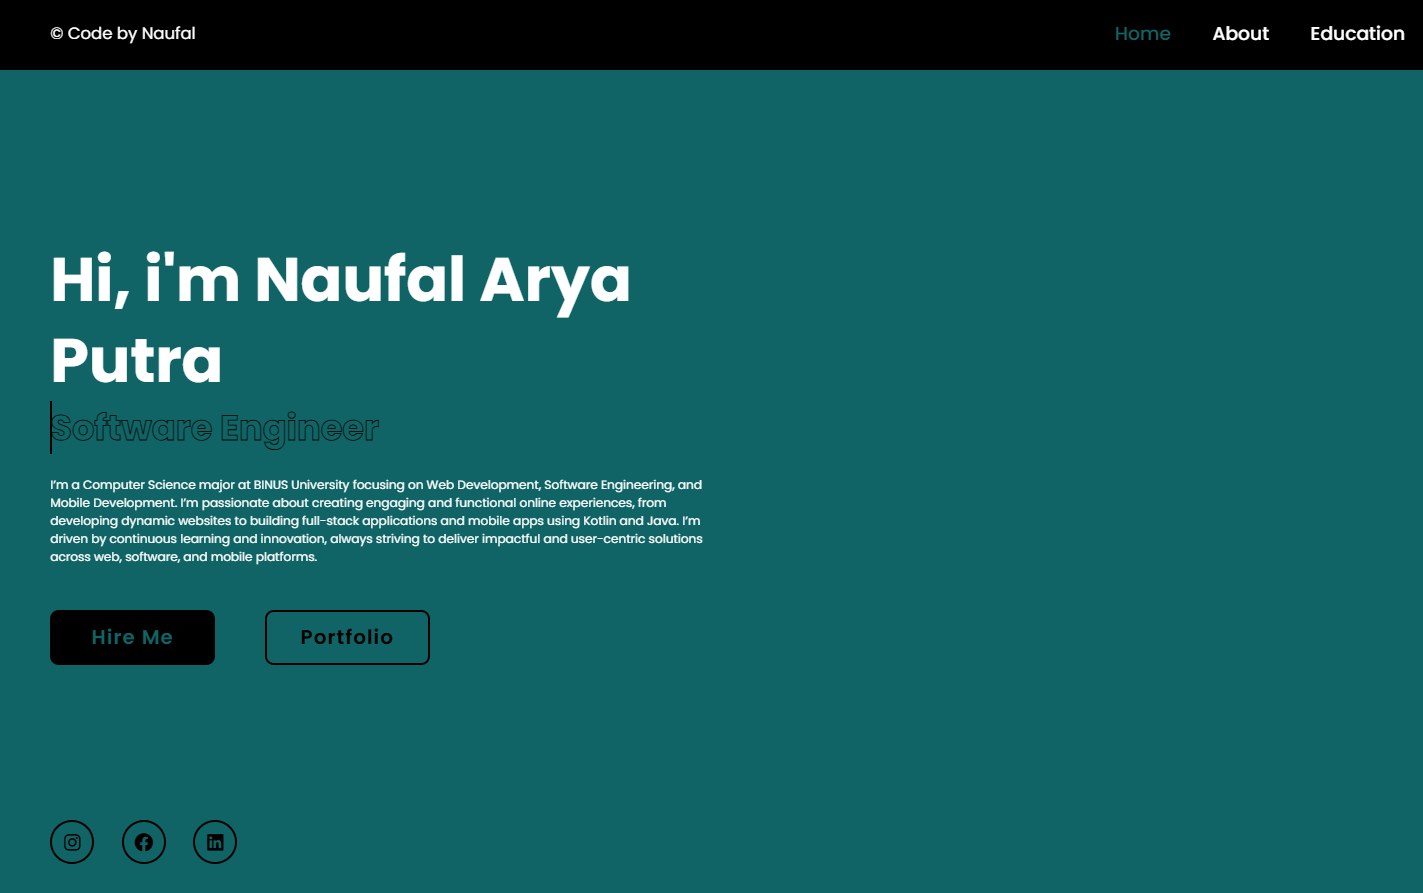 © Code by Naufal
Home About Education
Hi, i'm Naufal Arya
Putra
Software Engineer
I'm a Computer Science major at BINUS University focusing on Web Development, Software Engineering, and
Mobile Development. I'm passionate about creating engaging and functional online experiences, from
developing dynamic websites to building full-stack applications and mobile apps using Kotlin and Java. I'm
driven by continuous learning and innovation, always striving to deliver impactful and user-centric solutions
across web, software, and mobile platforms.
Hire Me
Portfolio